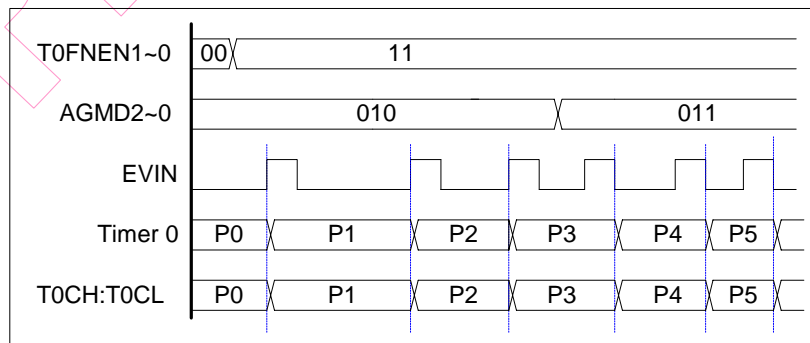 T0FNEN1~0 00 11
AGMD2~0 010 011
EVIN
Timer 0 P0 P1 P2 P3 P4 P5
T0CH:T0CL P0 P1 P2 P3 P4 P5